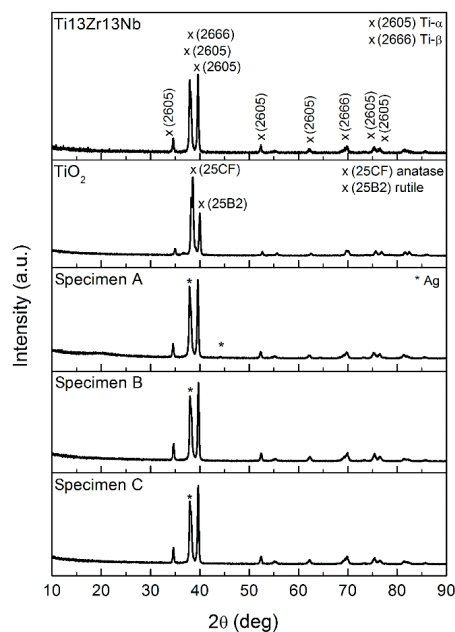 Ti13Zr13Nb
x (2605) Ti-α
x (2666) Ti-β
x (2666)
x (2605)
x (2605)
x (2605)
x (2605)
x (2605)
x (2666)
x (2605)
x (2605)
TiO2
x (25CF)
x (25B2)
x (25CF) anatase
x (25B2) rutile
Specimen A
* Ag
*
*
Specimen B
*
Specimen C
*
10 20 30 40 50 60 70 80 90
2θ (deg)
Intensity (a.u.)